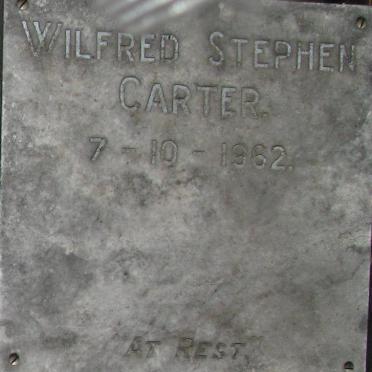 WILFRED STEPHEN
CARTER.
7-10-1962.
AT REST.